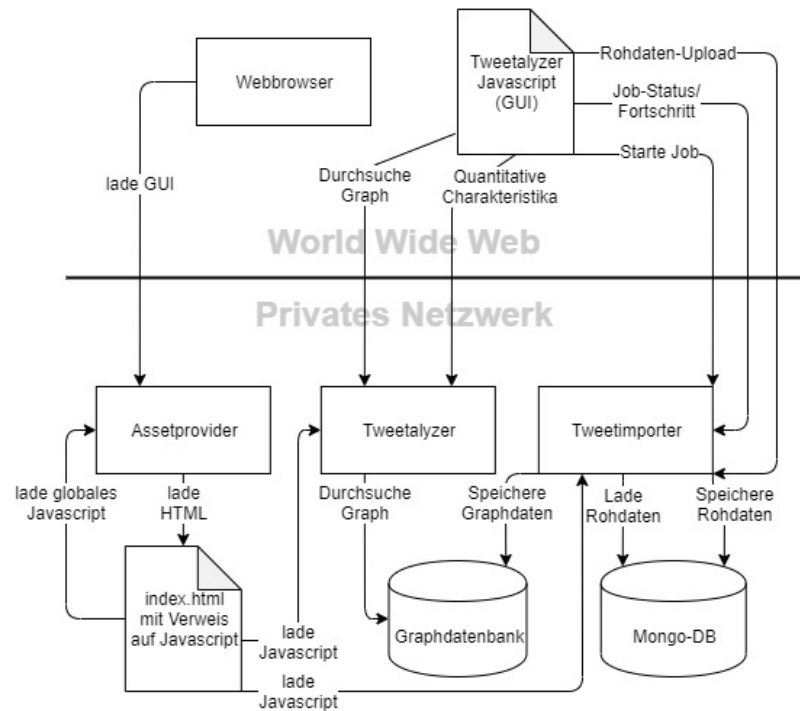 Webbrowser
Tweetalyzer
Javascript
(GUI)
Rohdaten-Upload
Job-Status/
Fortschritt
Starte Job
lade GUI
Durchsuche
Graph
Quantitative
Charakteristika
World Wide Web
Privates Netzwerk
Assetprovider
Tweetalyzer
Tweetimporter
lade globales
Javascript
lade
HTML
Durchsuche
Graph
Speichere
Graphdaten
Lade
Rohdaten
Speichere
Rohdaten
index.html
mit Verweis
auf Javascript
lade
Javascript
lade
Javascript
Graphdatenbank
Mongo-DB